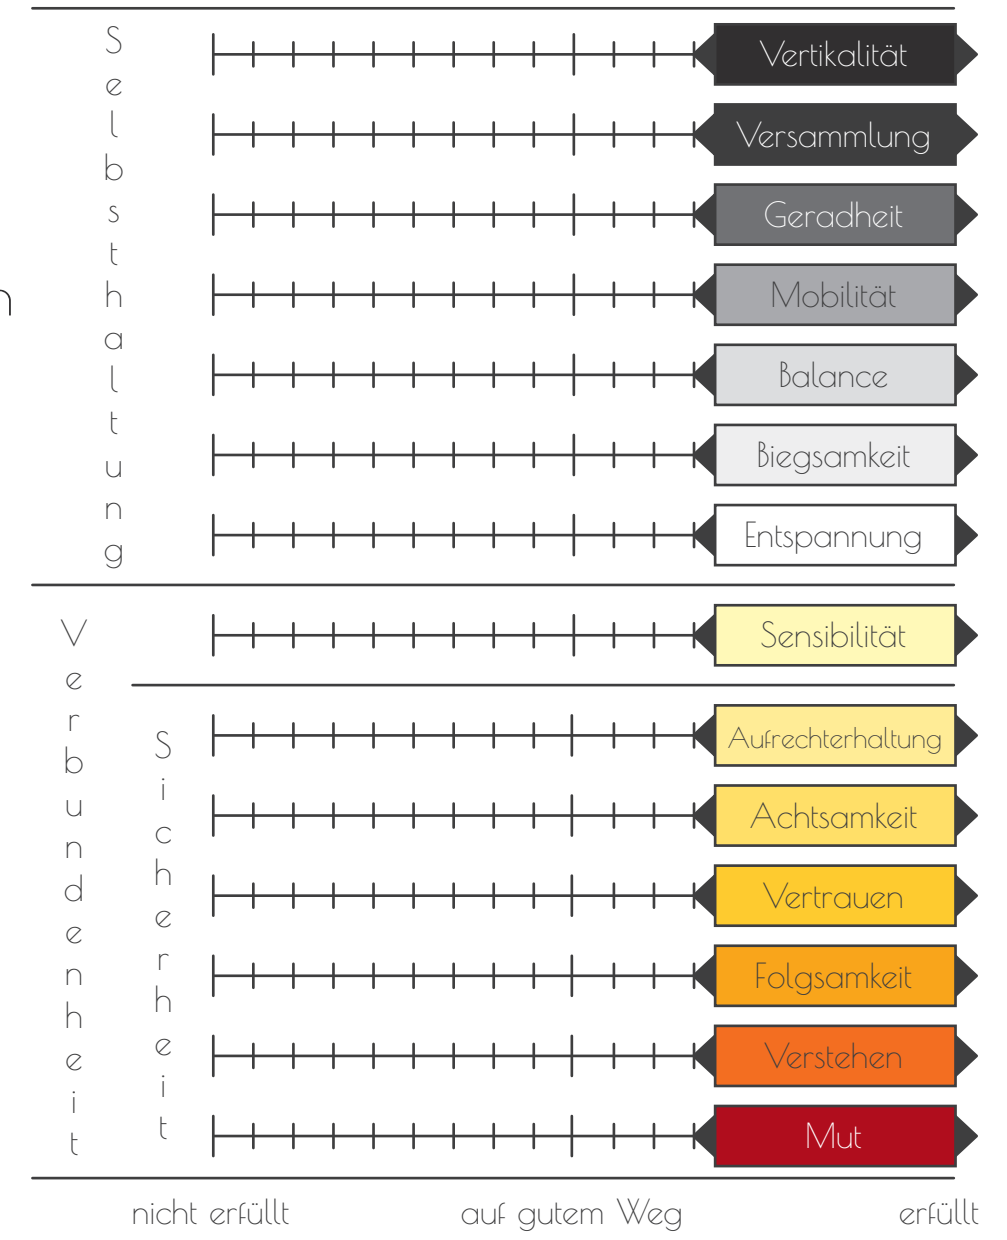 Selbsthaltung
Vertikalität
Versammlung
Geradheit
n
Mobilität
Balance
Biegsamkeit
Entspannung
Verbundenheit
Sensibilität
Sicherheit
Aufrechterhaltung
Achtsamkeit
Vertrauen
Folgsamkeit
Verstehen
Mut
nicht erfüllt auf gutem Weg erfüllt